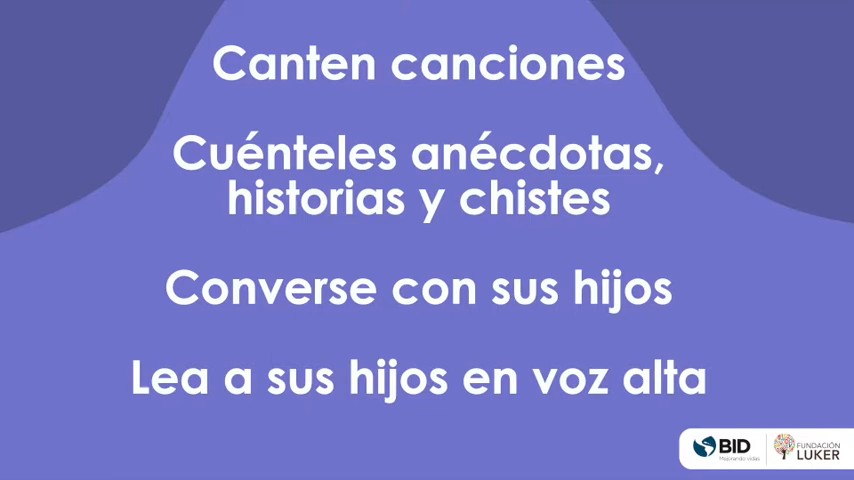 Canten canciones
Cuénteles anécdotas,
historias y chistes
Converse con sus hijos
Lea a sus hijos en voz alta
BID
Mejorando vidas
FUNDACIÓN
LUKER